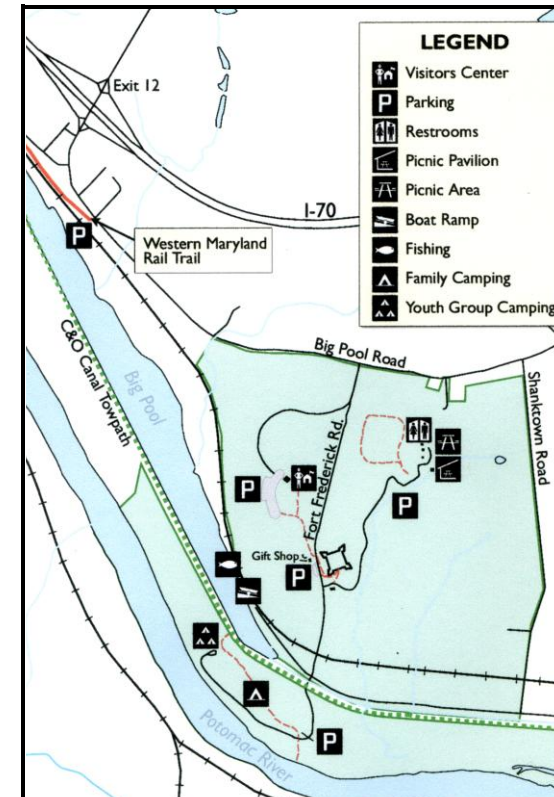 LEGEND
Visitors Center
P Parking
Restrooms
Picnic Pavilion
Picnic Area
Boat Ramp
Fishing
Family Camping
Youth Group Camping
Exit 12
I-70
P
Western Maryland
Rail Trail
Big Pool Road
C&O Canal Towpath
Big Pool
Shanktown Road
Fort Frederick Rd.
P
P
Gift Shop
P
Potomac River
P